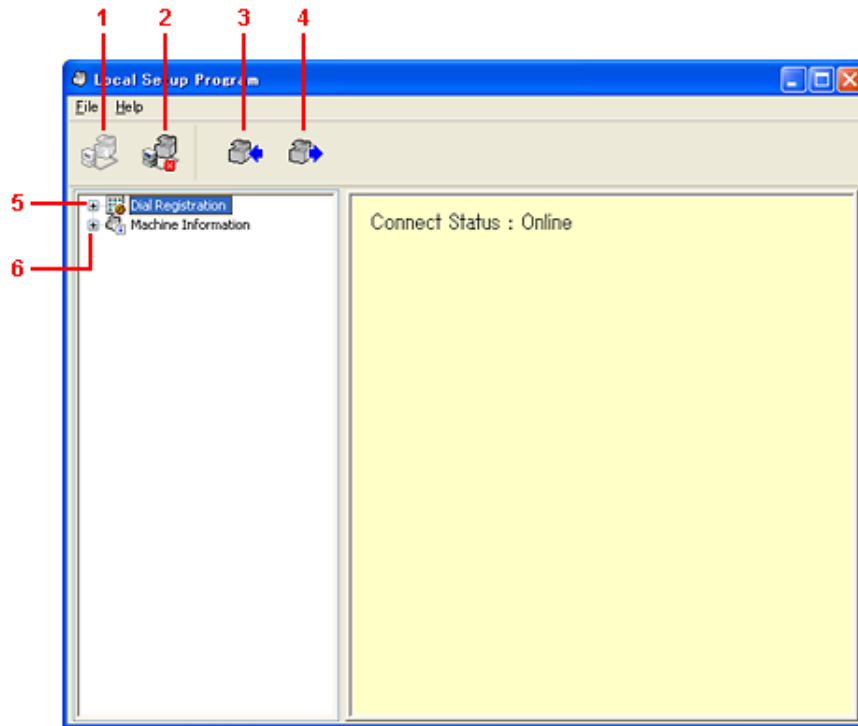 1 2 3 4
Local Setup Program
File Help
5
Dial Registration
Machine Information
6
Connect Status : Online